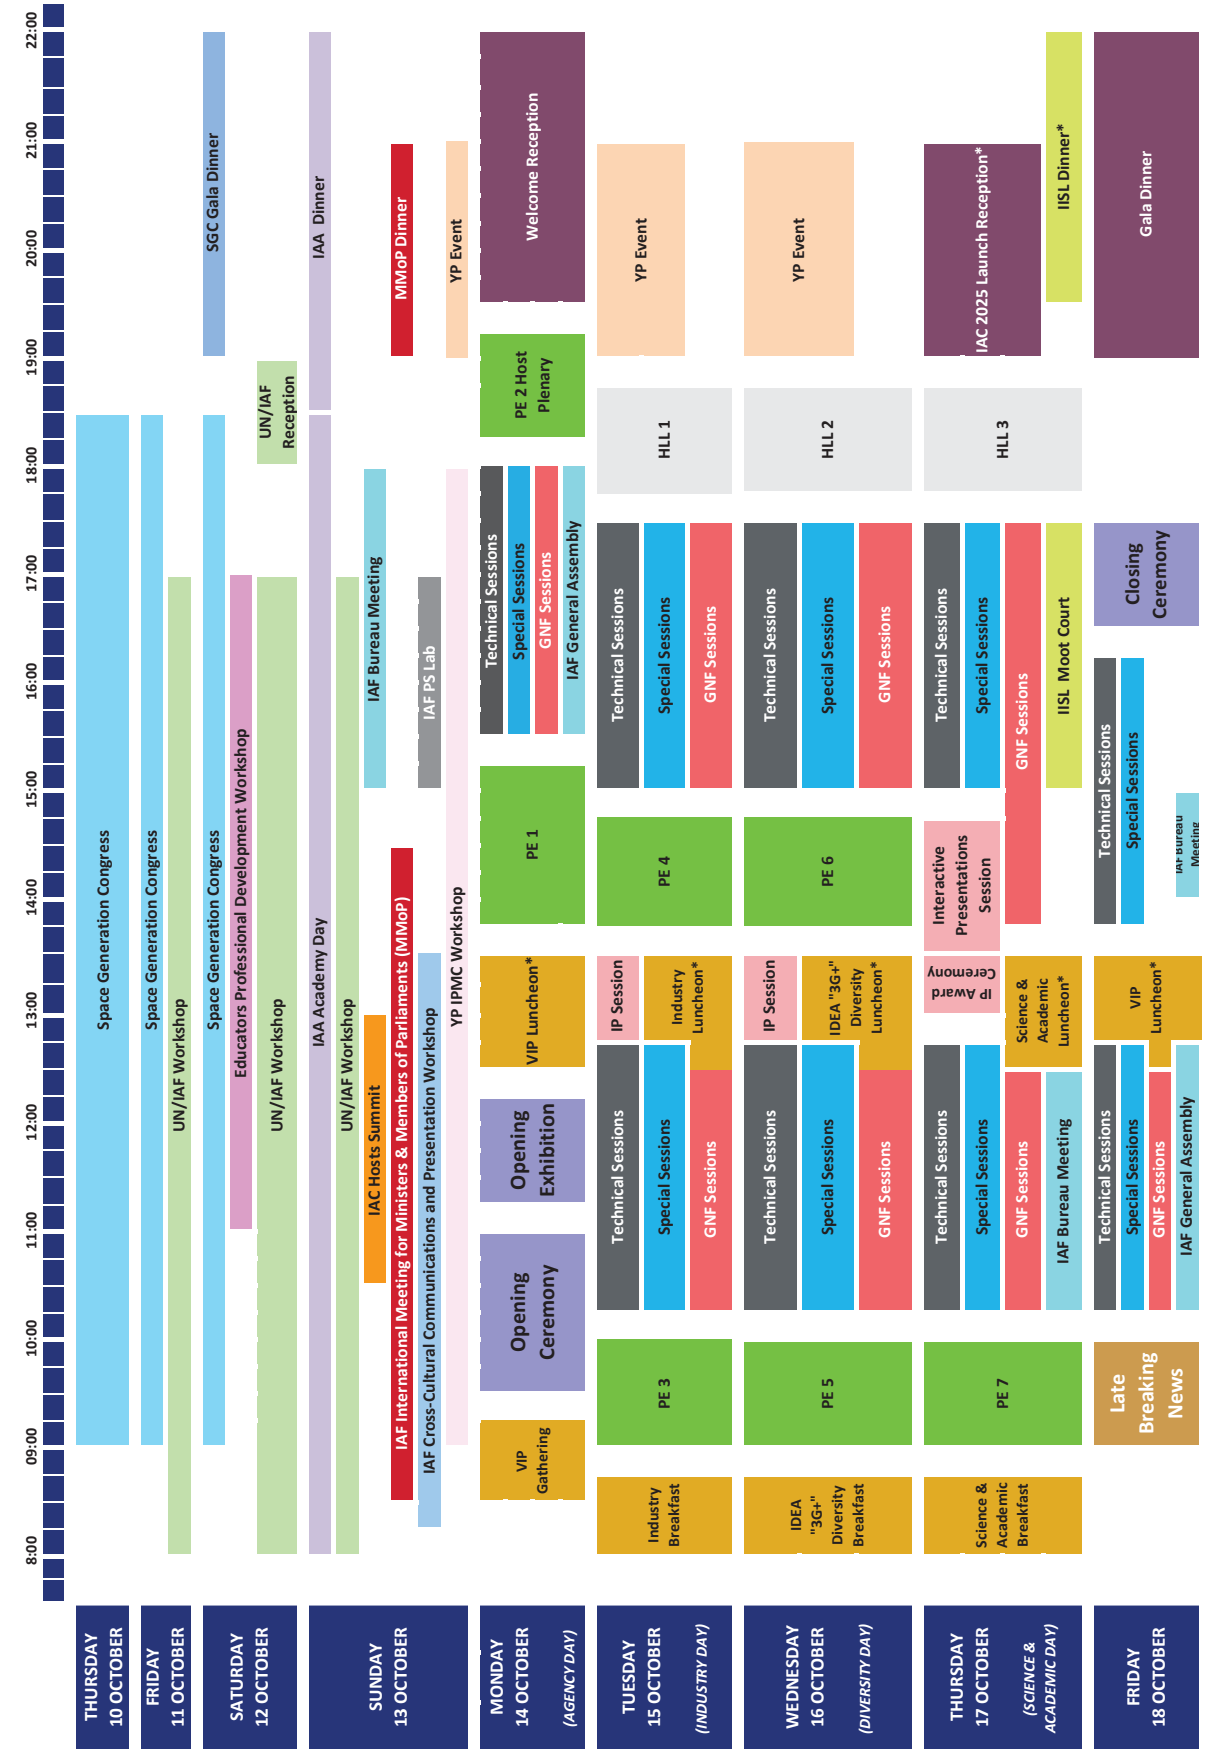 8:00
09:00
10:00
11:00
12:00
13:00
14:00
15:00
16:00
17:00
18:00
19:00
20:00
21:00
22:00
THURSDAY
10 OCTOBER
Space Generation Congress
FRIDAY
11 OCTOBER
Space Generation Congress
UN/IAF Workshop
SATURDAY
12 OCTOBER
Space Generation Congress
SGC Gala Dinner
Educators Professional Development Workshop
UN/IAF Workshop
UN/IAF
Reception
SUNDAY
13 OCTOBER
IAA Academy Day
IAA Dinner
UN/IAF Workshop
IAC Hosts Summit
IAF Bureau Meeting
IAF International Meeting for Ministers & Members of Parliaments (MMoP)
MMoP Dinner
IAF Cross-Cultural Communications and Presentation Workshop
IAF PS Lab
YP IPMC Workshop
YP Event
MONDAY
14 OCTOBER
(AGENCY DAY)
VIP
Gathering
Opening
Ceremony
Opening
Exhibition
VIP Luncheon*
PE 1
Technical Sessions
Special Sessions
GNF Sessions
IAF General Assembly
PE 2 Host
Plenary
Welcome Reception
TUESDAY
15 OCTOBER
(INDUSTRY DAY)
Industry
Breakfast
PE 3
Technical Sessions
Special Sessions
GNF Sessions
IP Session
Industry
Luncheon*
PE 4
Technical Sessions
Special Sessions
GNF Sessions
HLL 1
YP Event
WEDNESDAY
16 OCTOBER
(DIVERSITY DAY)
IDEA
"3G+"
Diversity
Breakfast
PE 5
Technical Sessions
Special Sessions
GNF Sessions
IP Session
IDEA "3G+"
Diversity
Luncheon*
PE 6
Technical Sessions
Special Sessions
GNF Sessions
HLL 2
YP Event
THURSDAY
17 OCTOBER
(SCIENCE &
ACADEMIC DAY)
Science &
Academic
Breakfast
PE 7
Technical Sessions
Special Sessions
GNF Sessions
IAF Bureau Meeting
IP Award
Ceremony
Science &
Academic
Luncheon*
Interactive
Presentations
Session
Technical Sessions
Special Sessions
GNF Sessions
IISL Moot Court
HLL 3
IAC 2025 Launch Reception*
IISL Dinner*
FRIDAY
18 OCTOBER
Late
Breaking
News
Technical Sessions
Special Sessions
GNF Sessions
IAF General Assembly
VIP
Luncheon*
Technical Sessions
Special Sessions
IAF Bureau
Meeting
Closing
Ceremony
Gala Dinner